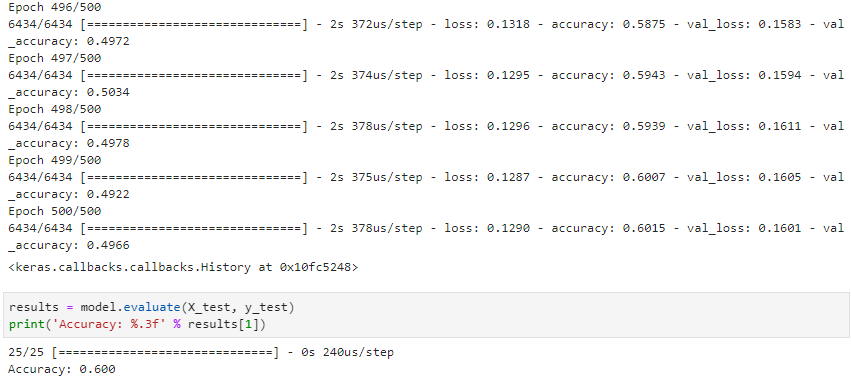 Epoch 496/500
6434/6434 [==============================] - 2s 372us/step - loss: 0.1318 - accuracy: 0.5875 - val_loss: 0.1583 - val
_accuracy: 0.4972
Epoch 497/500
6434/6434 [==============================] - 2s 374us/step - loss: 0.1295 - accuracy: 0.5943 - val_loss: 0.1594 - val
_accuracy: 0.5034
Epoch 498/500
6434/6434 [==============================] - 2s 378us/step - loss: 0.1296 - accuracy: 0.5939 - val_loss: 0.1611 - val
_accuracy: 0.4978
Epoch 499/500
6434/6434 [==============================] - 2s 375us/step - loss: 0.1287 - accuracy: 0.6007 - val_loss: 0.1605 - val
_accuracy: 0.4922
Epoch 500/500
6434/6434 [==============================] - 2s 378us/step - loss: 0.1290 - accuracy: 0.6015 - val_loss: 0.1601 - val
_accuracy: 0.4966
<keras.callbacks.callbacks.History at 0x10fc5248>
results = model.evaluate(X_test, y_test)
print('Accuracy: %.3f' % results[1])
25/25 [==============================] - 0s 240us/step
Accuracy: 0.600